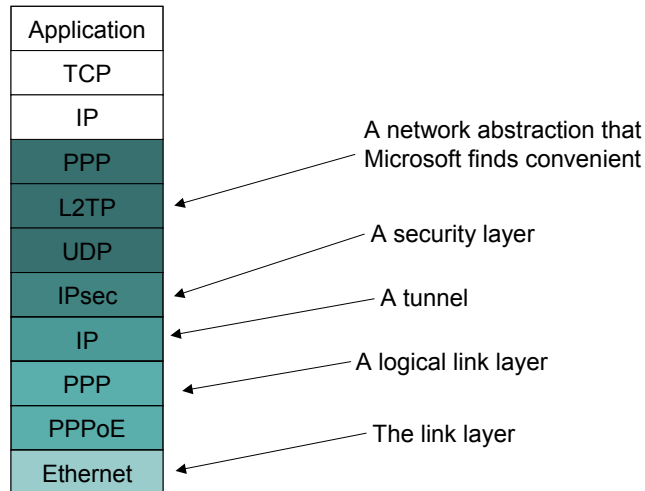 Application
TCP
IP
PPP
L2TP
UDP
IPsec
IP
PPP
PPPoE
Ethernet
A network abstraction that
Microsoft finds convenient
A security layer
A tunnel
A logical link layer
The link layer